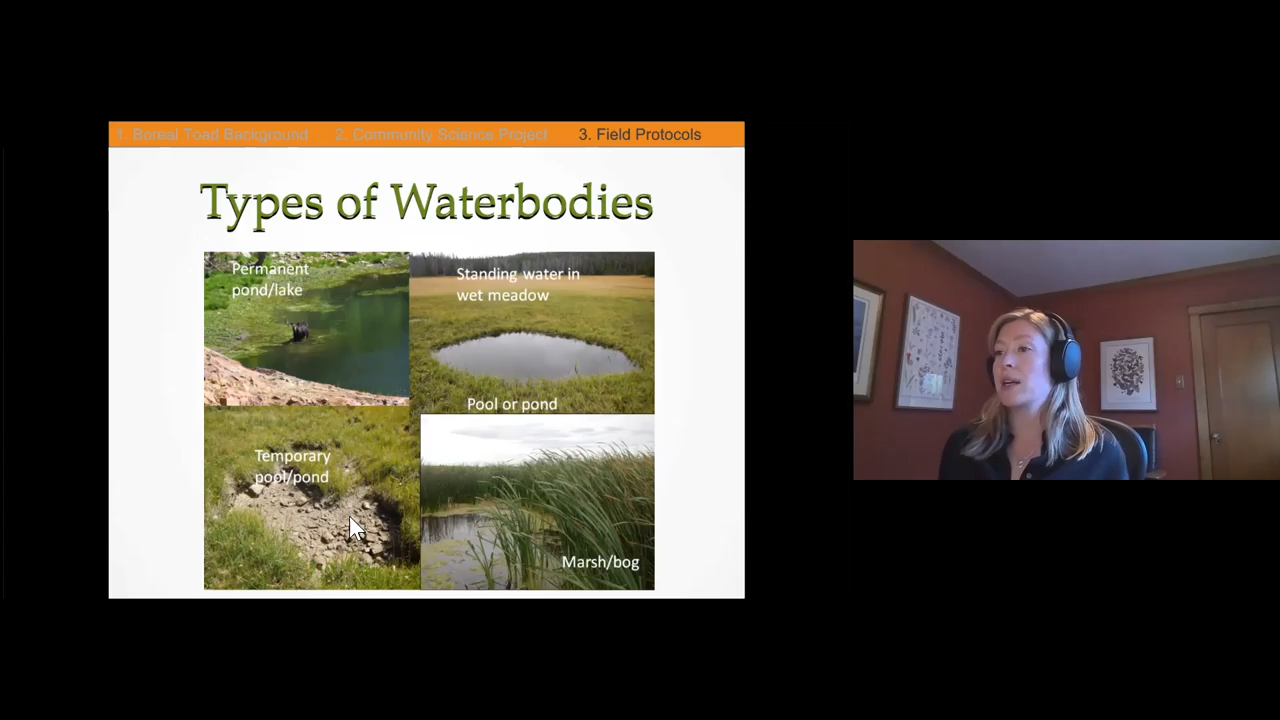 1. Boreal Toad Background 2. Community Science Project 3. Field Protocols
Types of Waterbodies
Permanent
pond/lake
Standing water in
wet meadow
Pool or pond
Temporary
pool/pond
Marsh/bog